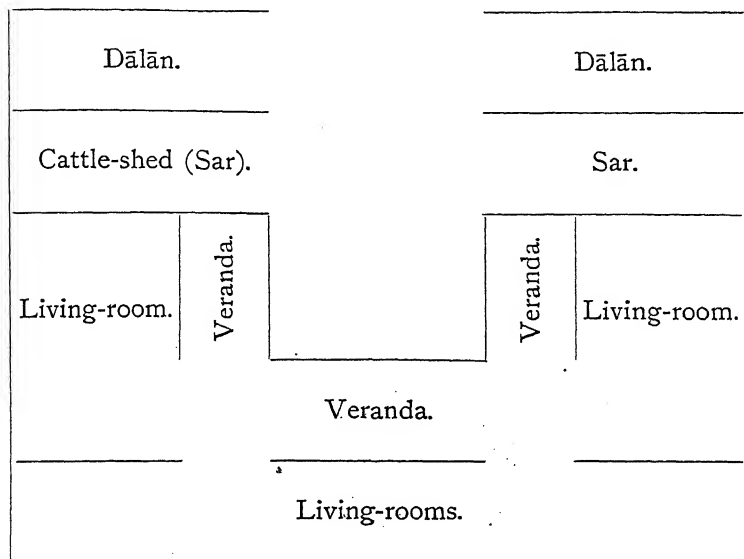 Dālān. Dālān.
Cattle-shed (Sar). Sar.
Living-room. Veranda. Veranda. Living-room.
Veranda.
Living-rooms.